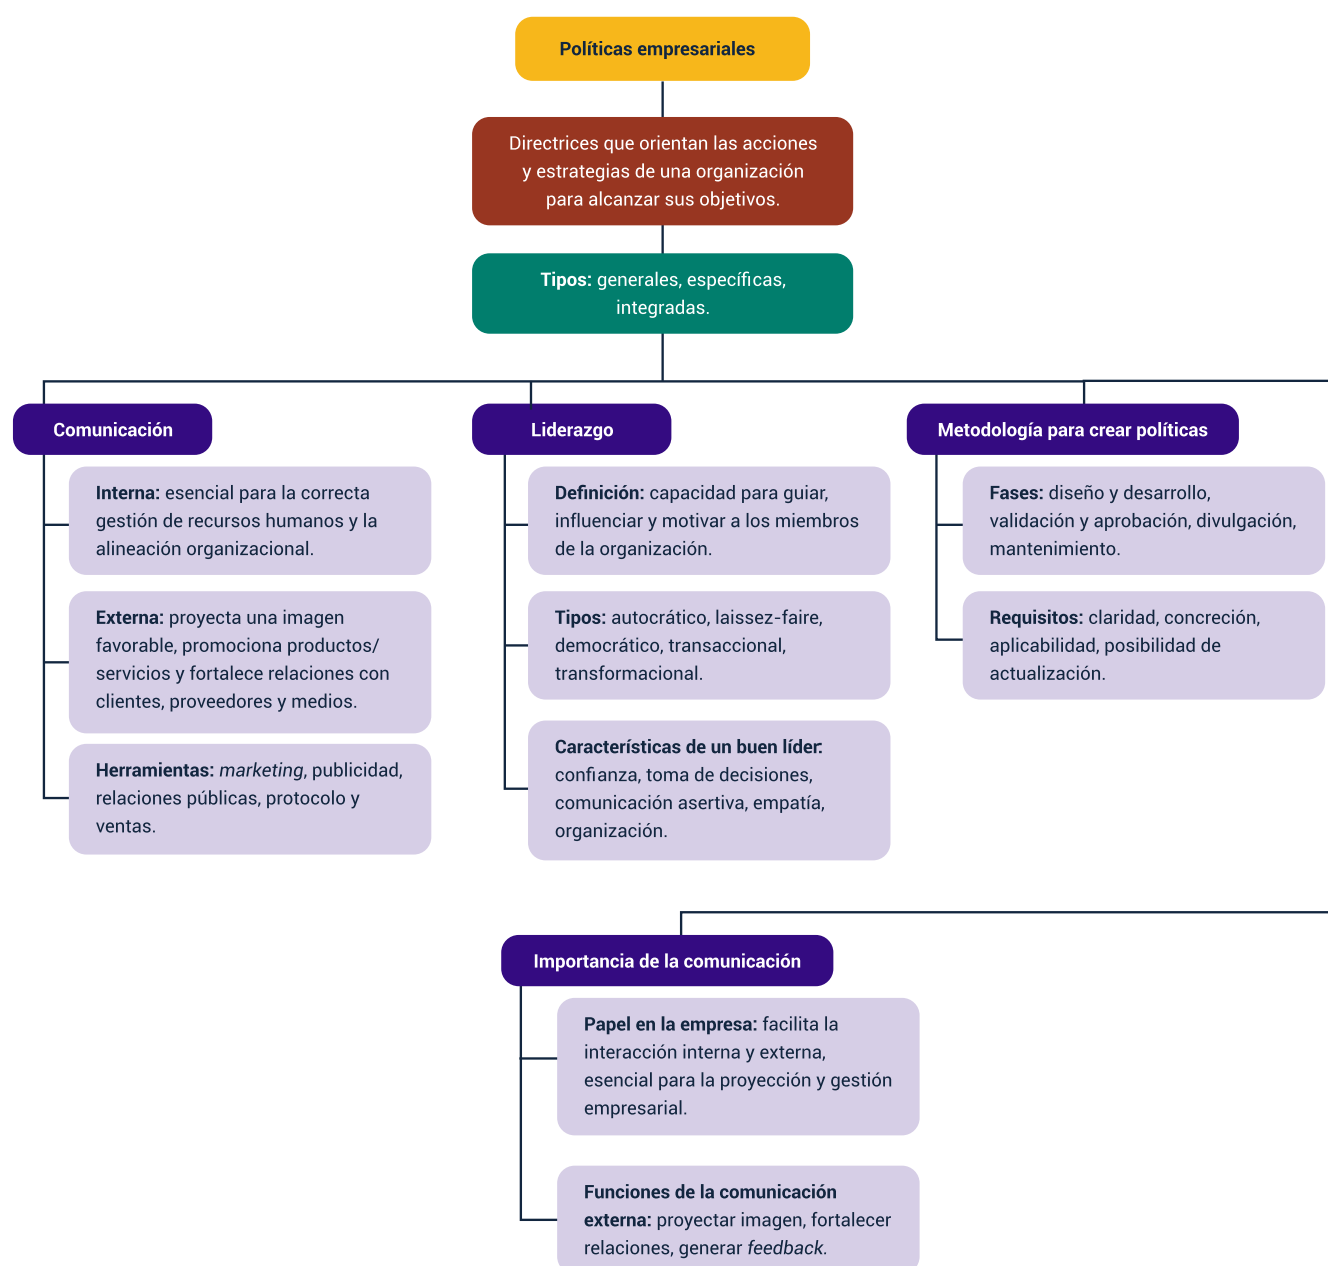 Políticas empresariales
Directrices que orientan las acciones
y estrategias de una organización
para alcanzar sus objetivos.
Tipos: generales, específicas,
integradas.
Comunicación
Interna: esencial para la correcta
gestión de recursos humanos y la
alineación organizacional.
Externa: proyecta una imagen
favorable, promociona productos/
servicios y fortalece relaciones con
clientes, proveedores y medios.
Herramientas: marketing, publicidad,
relaciones públicas, protocolo y
ventas.
Liderazgo
Definición: capacidad para guiar,
influenciar y motivar a los miembros
de la organización.
Tipos: autocrático, laissez-faire,
democrático, transaccional,
transformacional.
Características de un buen líder:
confianza, toma de decisiones,
comunicación asertiva, empatía,
organización.
Metodología para crear políticas
Fases: diseño y desarrollo,
validación y aprobación, divulgación,
mantenimiento.
Requisitos: claridad, concreción,
aplicabilidad, posibilidad de
actualización.
Importancia de la comunicación
Papel en la empresa: facilita la
interacción interna y externa,
esencial para la proyección y gestión
empresarial.
Funciones de la comunicación
externa: proyectar imagen, fortalecer
relaciones, generar feedback.